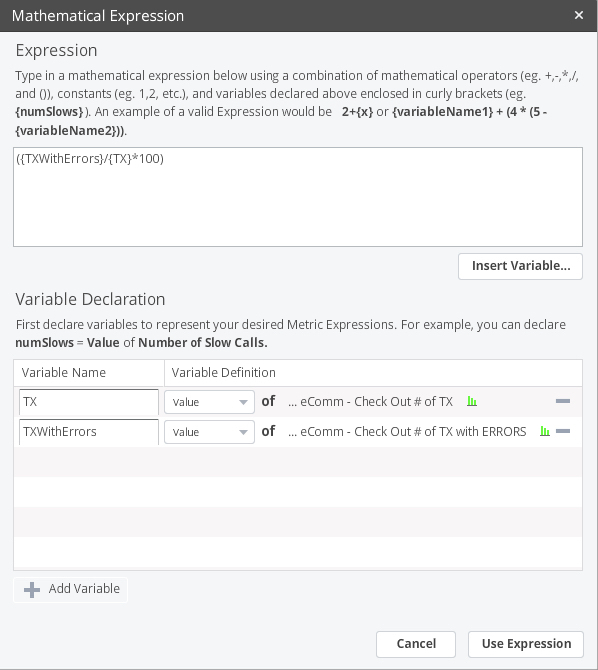 Mathematical Expression ×
Expression
Type in a mathematical expression below using a combination of mathematical operators (eg. +,-,*,/,
and ()), constants (eg. 1,2, etc.), and variables declared above enclosed in curly brackets (eg.
{numSlows}). An example of a valid Expression would be 2+{x} or {variableName1} + (4 * (5 -
{variableName2})).
({TXWithErrors}/{TX}*100)
Insert Variable...
Variable Declaration
First declare variables to represent your desired Metric Expressions. For example, you can declare
numSlows = Value of Number of Slow Calls.
Variable Name Variable Definition
TX Value of ... eComm - Check Out # of TX
TXWithErrors Value of ... eComm - Check Out # of TX with ERRORS
Add Variable
Cancel Use Expression